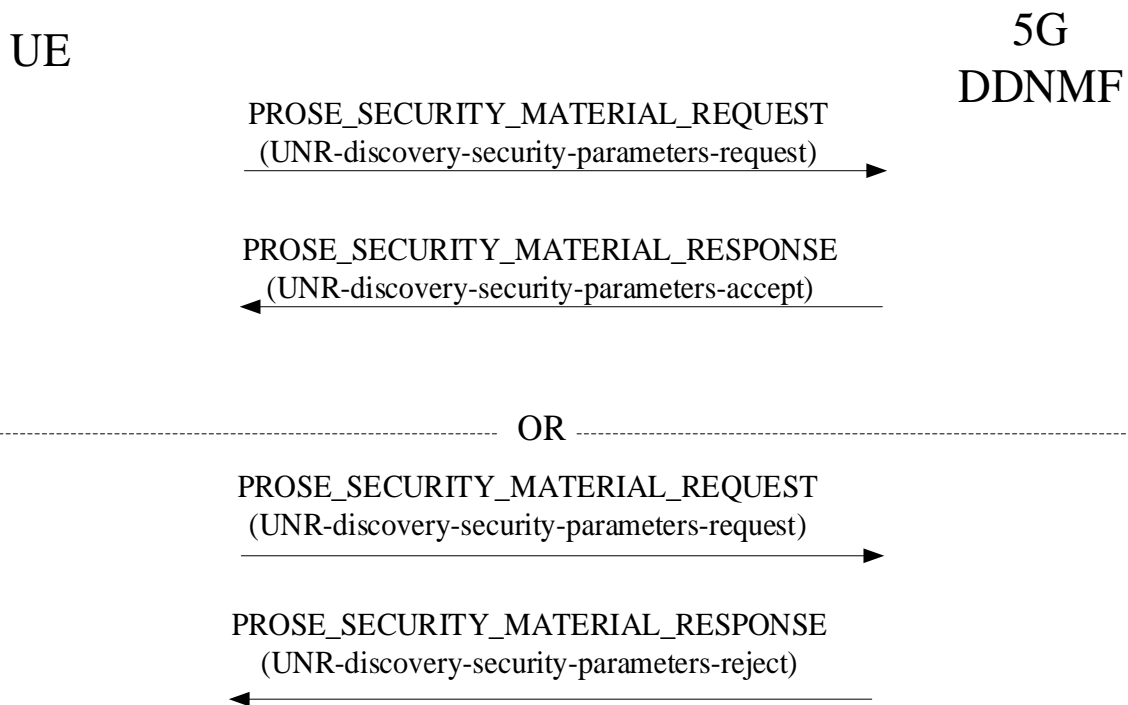 UE
5G
DDNMF
PROSE_SECURITY_MATERIAL_REQUEST
(UNR-discovery-security-parameters-request)
PROSE_SECURITY_MATERIAL_RESPONSE
(UNR-discovery-security-parameters-accept)
OR
PROSE_SECURITY_MATERIAL_REQUEST
(UNR-discovery-security-parameters-request)
PROSE_SECURITY_MATERIAL_RESPONSE
(UNR-discovery-security-parameters-reject)